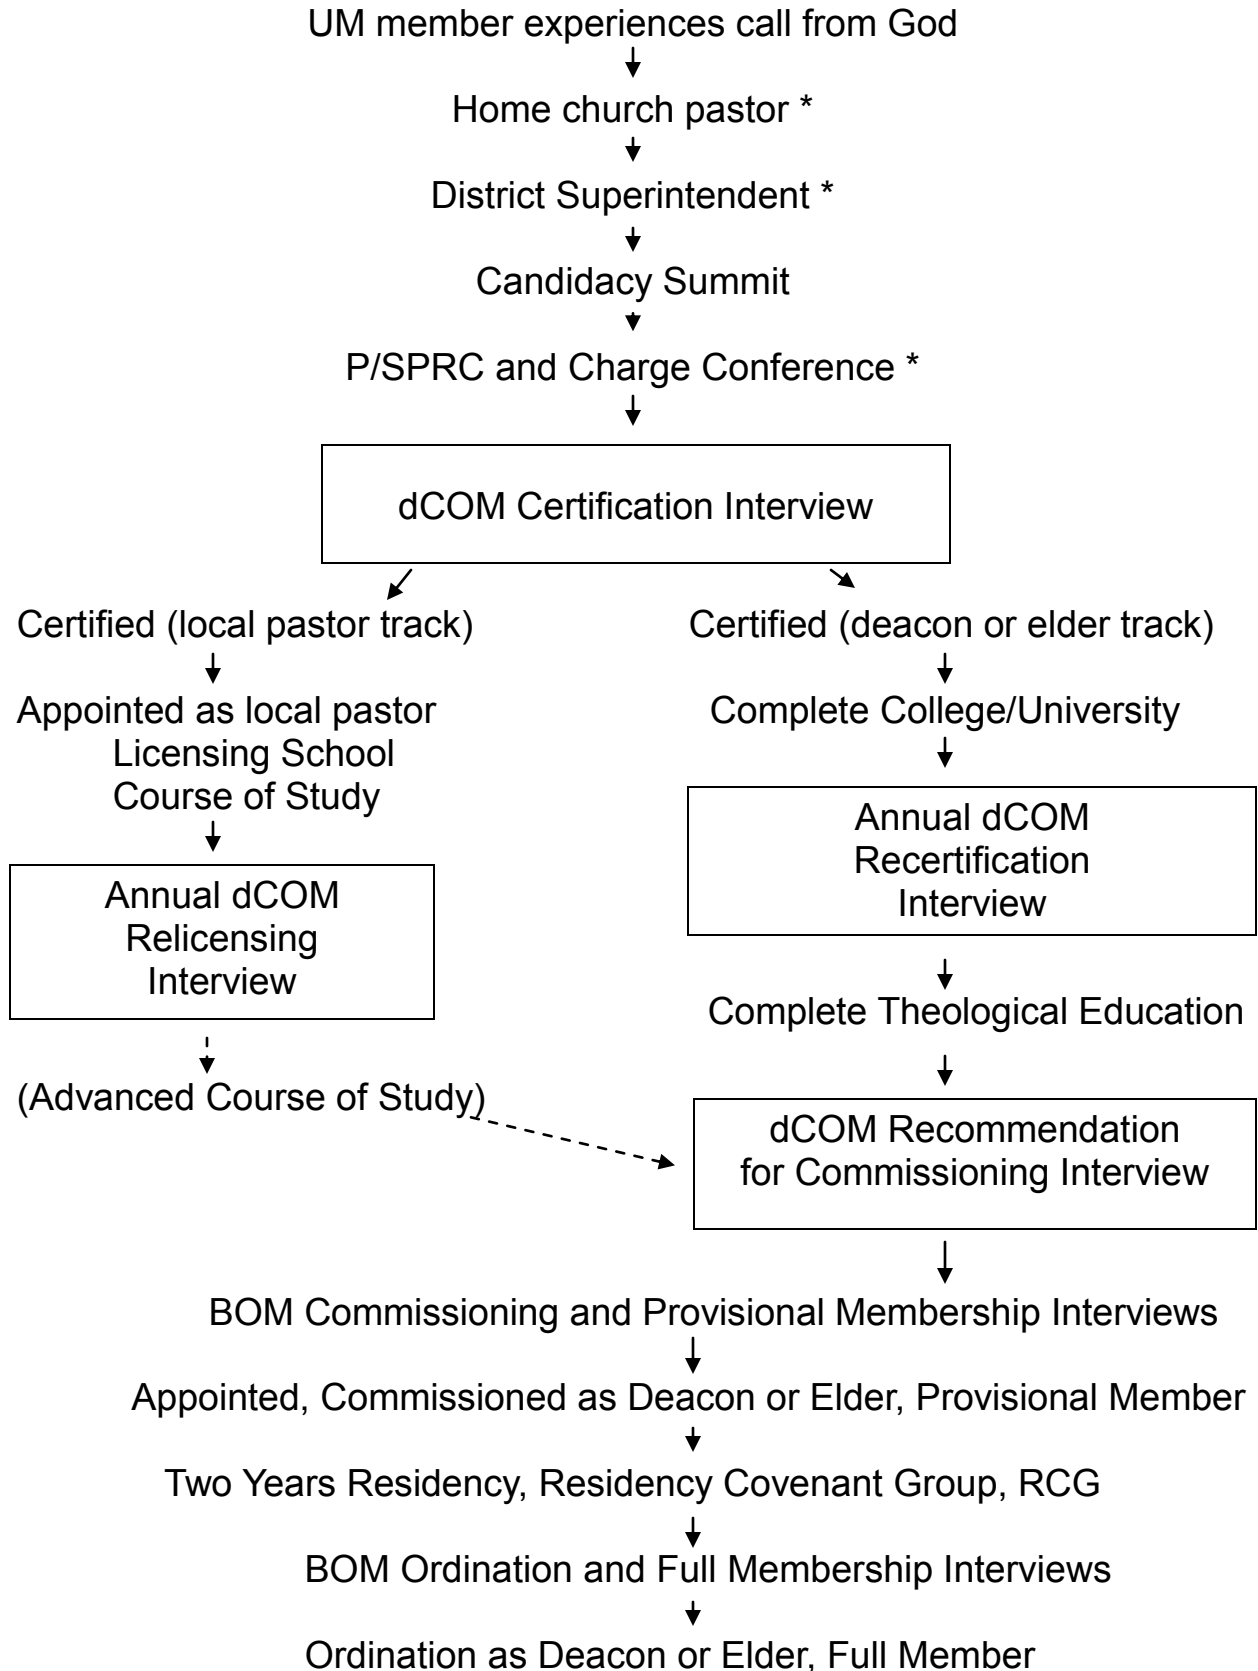 UM member experiences call from God
Home church pastor *
District Superintendent *
Candidacy Summit
P/SPRC and Charge Conference *
dCOM Certification Interview
Certified (local pastor track)
Appointed as local pastor
Licensing School
Course of Study
Annual dCOM
Relicensing
Interview
(Advanced Course of Study)
Certified (deacon or elder track)
Complete College/University
Annual dCOM
Recertification
Interview
Complete Theological Education
dCOM Recommendation
for Commissioning Interview
BOM Commissioning and Provisional Membership Interviews
Appointed, Commissioned as Deacon or Elder, Provisional Member
Two Years Residency, Residency Covenant Group, RCG
BOM Ordination and Full Membership Interviews
Ordination as Deacon or Elder, Full Member